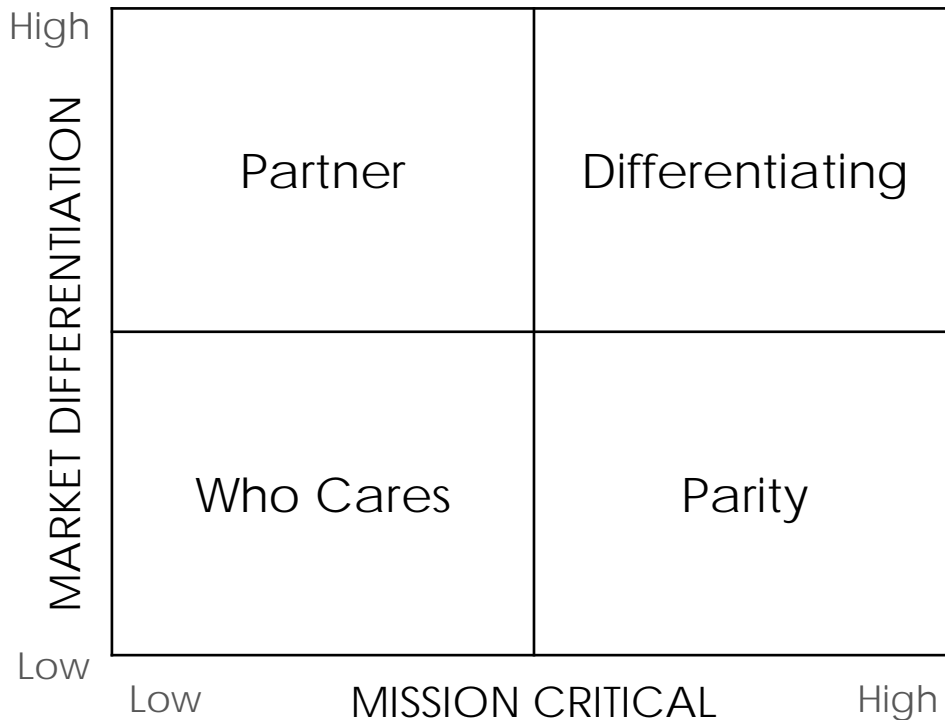 High
MARKET DIFFERENTIATION
Partner
Differentiating
Who Cares
Parity
Low
Low
MISSION CRITICAL
High